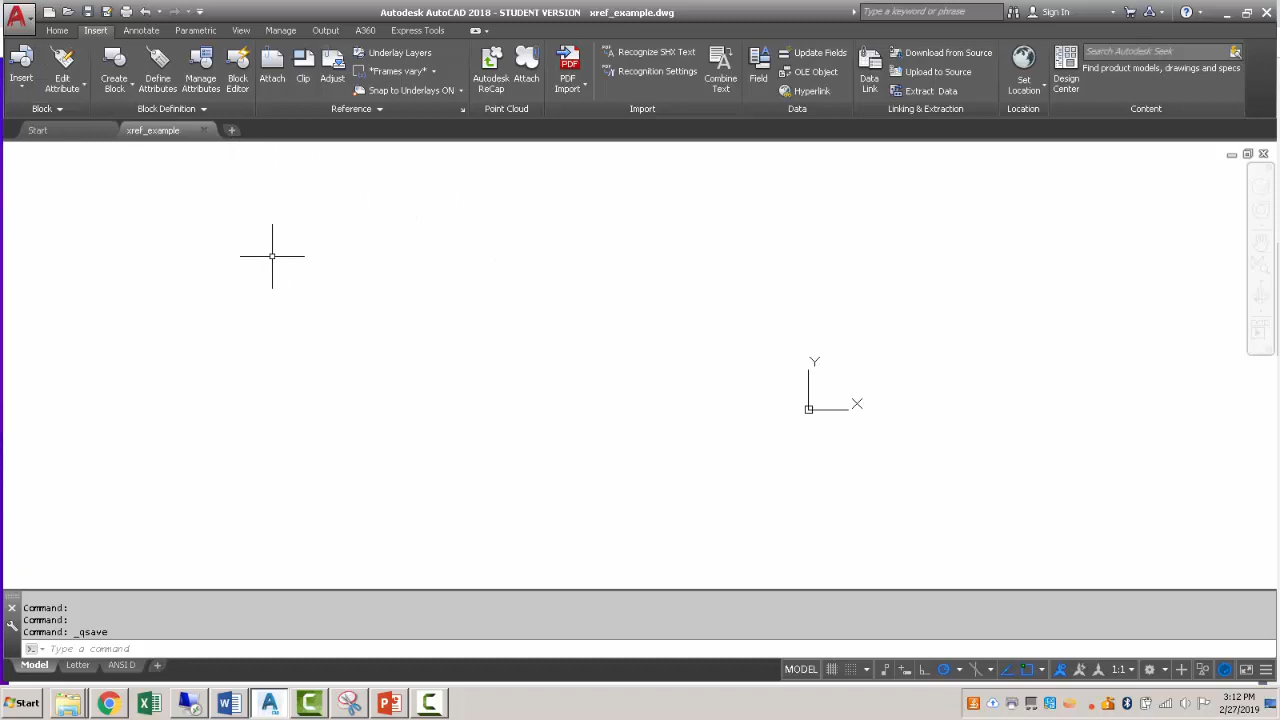 Autodesk AutoCAD 2018 - STUDENT VERSION xref_example.dwg
Type a keyword or phrase
Sign In
Home Insert Annotate Parametric View Manage Output A360 Express Tools
Insert
Edit Attribute
Create Block
Define Attributes
Manage Attributes
Block Editor
Attach
Clip
Adjust
Underlay Layers
*Frames vary*
Snap to Underlays ON
Autodesk ReCap
Attach
PDF
PDF Import
Recognize SHX Text
Recognition Settings
Combine Text
Field
Update Fields
OLE Object
Hyperlink
Data Link
Download from Source
Upload to Source
Extract Data
Set Location
Design Center
Search Autodesk Seek
Find product models, drawings and specs
Block
Block Definition
Reference
Point Cloud
Import
Data
Linking & Extraction
Location
Content
Start
xref_example
Y
X
Command:
Command:
Command: _qsave
Type a command
Model Letter ANSI D
MODEL
1:1
Start
3:12 PM
2/27/2019